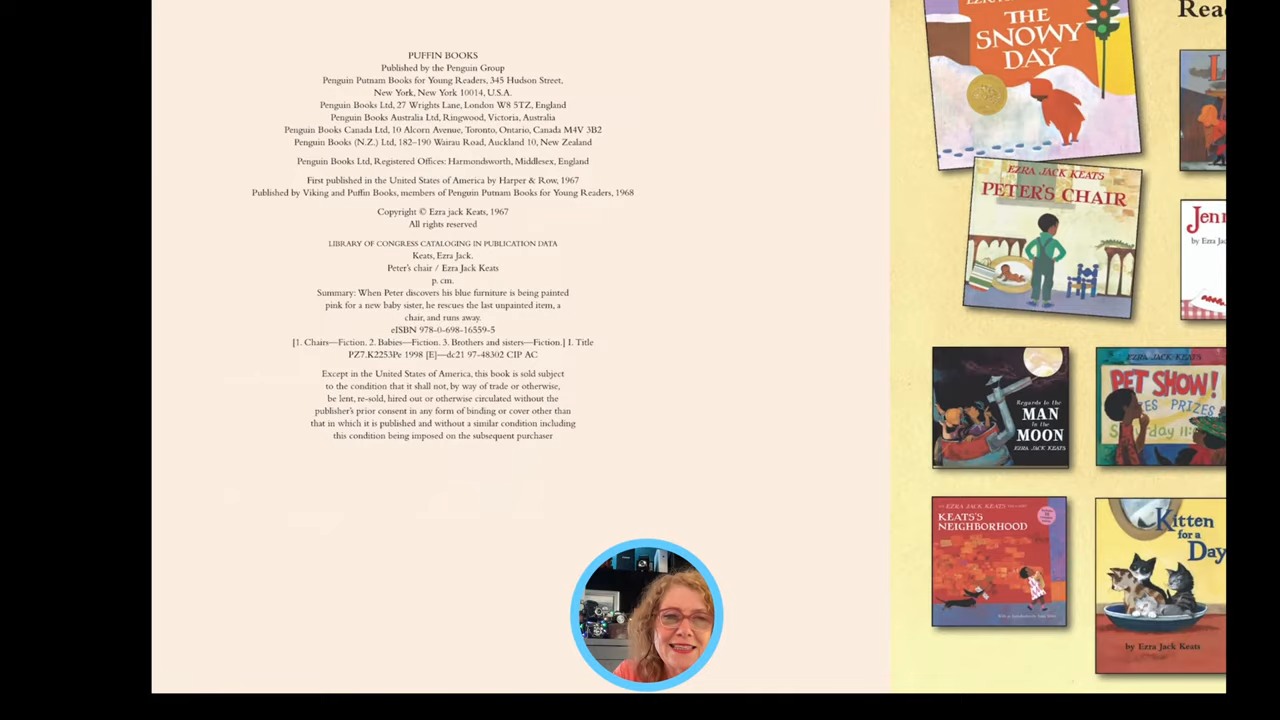 PUFFIN BOOKS
Published by the Penguin Group
Penguin Putnam Books for Young Readers, 345 Hudson Street,
New York, New York 10014, U.S.A.
Penguin Books Ltd, 27 Wrights Lane, London W8 5TZ, England
Penguin Books Australia Ltd, Ringwood, Victoria, Australia
Penguin Books Canada Ltd, 10 Alcorn Avenue, Toronto, Ontario, Canada M4V 3B2
Penguin Books (N.Z.) Ltd, 182–190 Wairau Road, Auckland 10, New Zealand
Penguin Books Ltd, Registered Offices: Harmondsworth, Middlesex, England
First published in the United States of America by Harper & Row, 1967
Published by Viking and Puffin Books, members of Penguin Putnam Books for Young Readers, 1968
Copyright © Ezra jack Keats, 1967
All rights reserved
LIBRARY OF CONGRESS CATALOGING IN PUBLICATION DATA
Keats, Ezra Jack.
Peter's chair / Ezra Jack Keats
p. cm.
Summary: When Peter discovers his blue furniture is being painted
pink for a new baby sister, he rescues the last unpainted item, a
chair, and runs away.
eISBN 978-0-698-16559-5
[1. Chairs—Fiction. 2. Babies—Fiction. 3. Brothers and sisters—Fiction.] I. Title
PZ7.K2253Pe 1998 [E]—dc21 97-48302 CIP AC
Except in the United States of America, this book is sold subject
to the condition that it shall not, by way of trade or otherwise,
be lent, re-sold, hired out or otherwise circulated without the
publisher's prior consent in any form of binding or cover other than
that in which it is published and without a similar condition including
this condition being imposed on the subsequent purchaser
Rea
THE
SNOWY
DAY
EZRA JACK KEATS
PETER'S CHAIR
Jen
by Ezra Ja
Regards to the
MAN
in the
MOON
EZRA JACK KEATS
EZRA JACK KEATS
PET SHOW!
ZES PRIZES
KEATS'S
NEIGHBORHOOD
Kitten
for a
Day
by Ezra Jack Keats